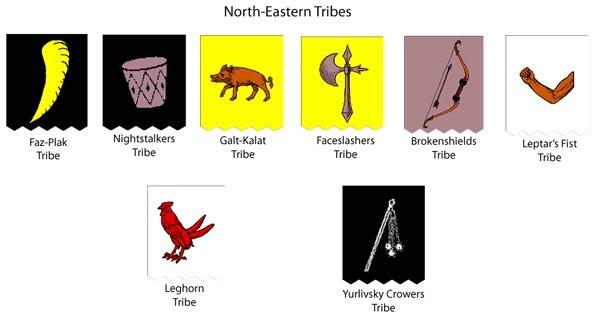 North-Eastern Tribes
Faz-Plak
Tribe
Nightstalkers
Tribe
Galt-Kalat
Tribe
Faceslashers
Tribe
Brokenshields
Tribe
Leptar's Fist
Tribe
Leghorn
Tribe
Yurlivsky Crowers
Tribe